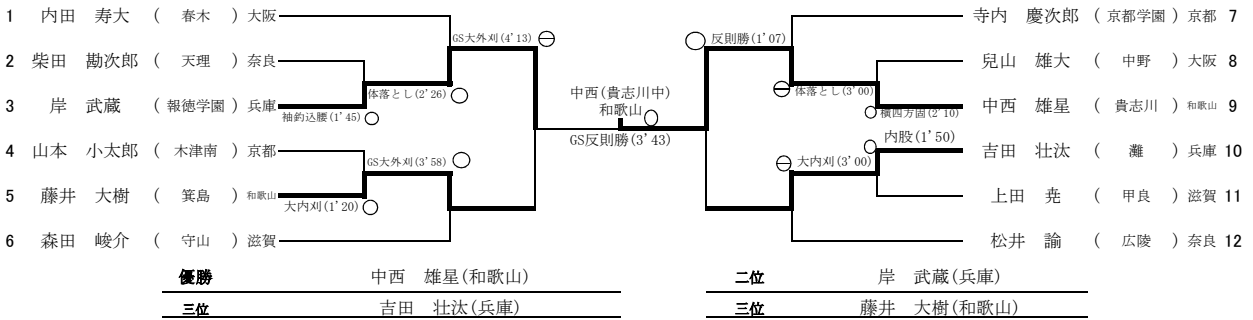 1 内田 寿大 ( 春木 ) 大阪
2 柴田 勘次郎 ( 天理 ) 奈良
3 岸 武蔵 ( 報徳学園 ) 兵庫
4 山本 小太郎 ( 木津南 ) 京都
5 藤井 大樹 ( 箕島 ) 和歌山
6 森田 峻介 ( 守山 ) 滋賀
GS大外刈(4'13)
体落とし(2'26)
袖釣込腰(1'45)
GS大外刈(3'58)
大内刈(1'20)
中西(貴志川中)
和歌山
GS反則勝(3'43)
反則勝(1'07)
体落とし(3'00)
横四方固(2'10)
内股(1'50)
大内刈(3'00)
寺内 慶次郎 ( 京都学園 ) 京都 7
兒山 雄大 ( 中野 ) 大阪 8
中西 雄星 ( 貴志川 ) 和歌山 9
吉田 壮汰 ( 灘 ) 兵庫 10
上田 尭 ( 甲良 ) 滋賀 11
松井 諭 ( 広陵 ) 奈良 12
優勝 中西 雄星(和歌山) 二位 岸 武蔵(兵庫)
三位 吉田 壮汰(兵庫) 三位 藤井 大樹(和歌山)